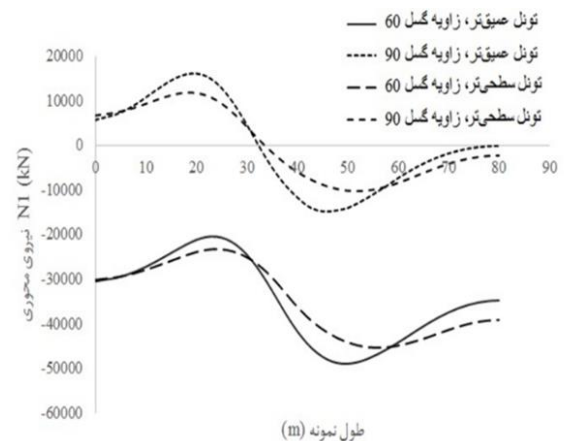 تونل عمیق‌تر، زاویه گسل 60
تونل عمیق‌تر، زاویه گسل 90
تونل سطحی‌تر، زاویه گسل 60
تونل سطحی‌تر، زاویه گسل 90
20000
10000
0
-10000
-20000
-30000
-40000
-50000
-60000
0 10 20 30 40 50 60 70 80 90
نیروی محوری N1 (kN)
طول نمونه (m)